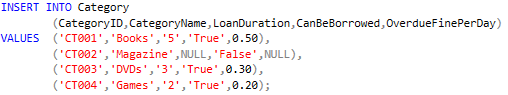 INSERT INTO Category
(CategoryID,CategoryName,LoanDuration,CanBeBorrowed,OverdueFinePerDay)
VALUES ('CT001','Books','5','True',0.50),
('CT002','Magazine',NULL,'False',NULL),
('CT003','DVDs','3','True',0.30),
('CT004','Games','2','True',0.20);